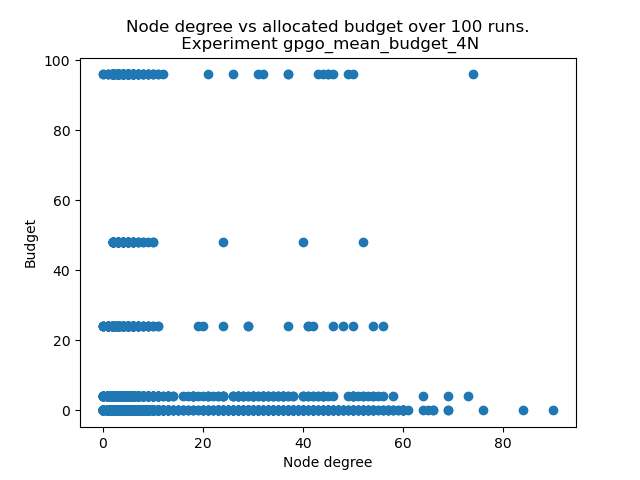 Node degree vs allocated budget over 100 runs.
Experiment gpgo_mean_budget_4N
100
80
60
40
20
0
Budget
0 20 40 60 80
Node degree